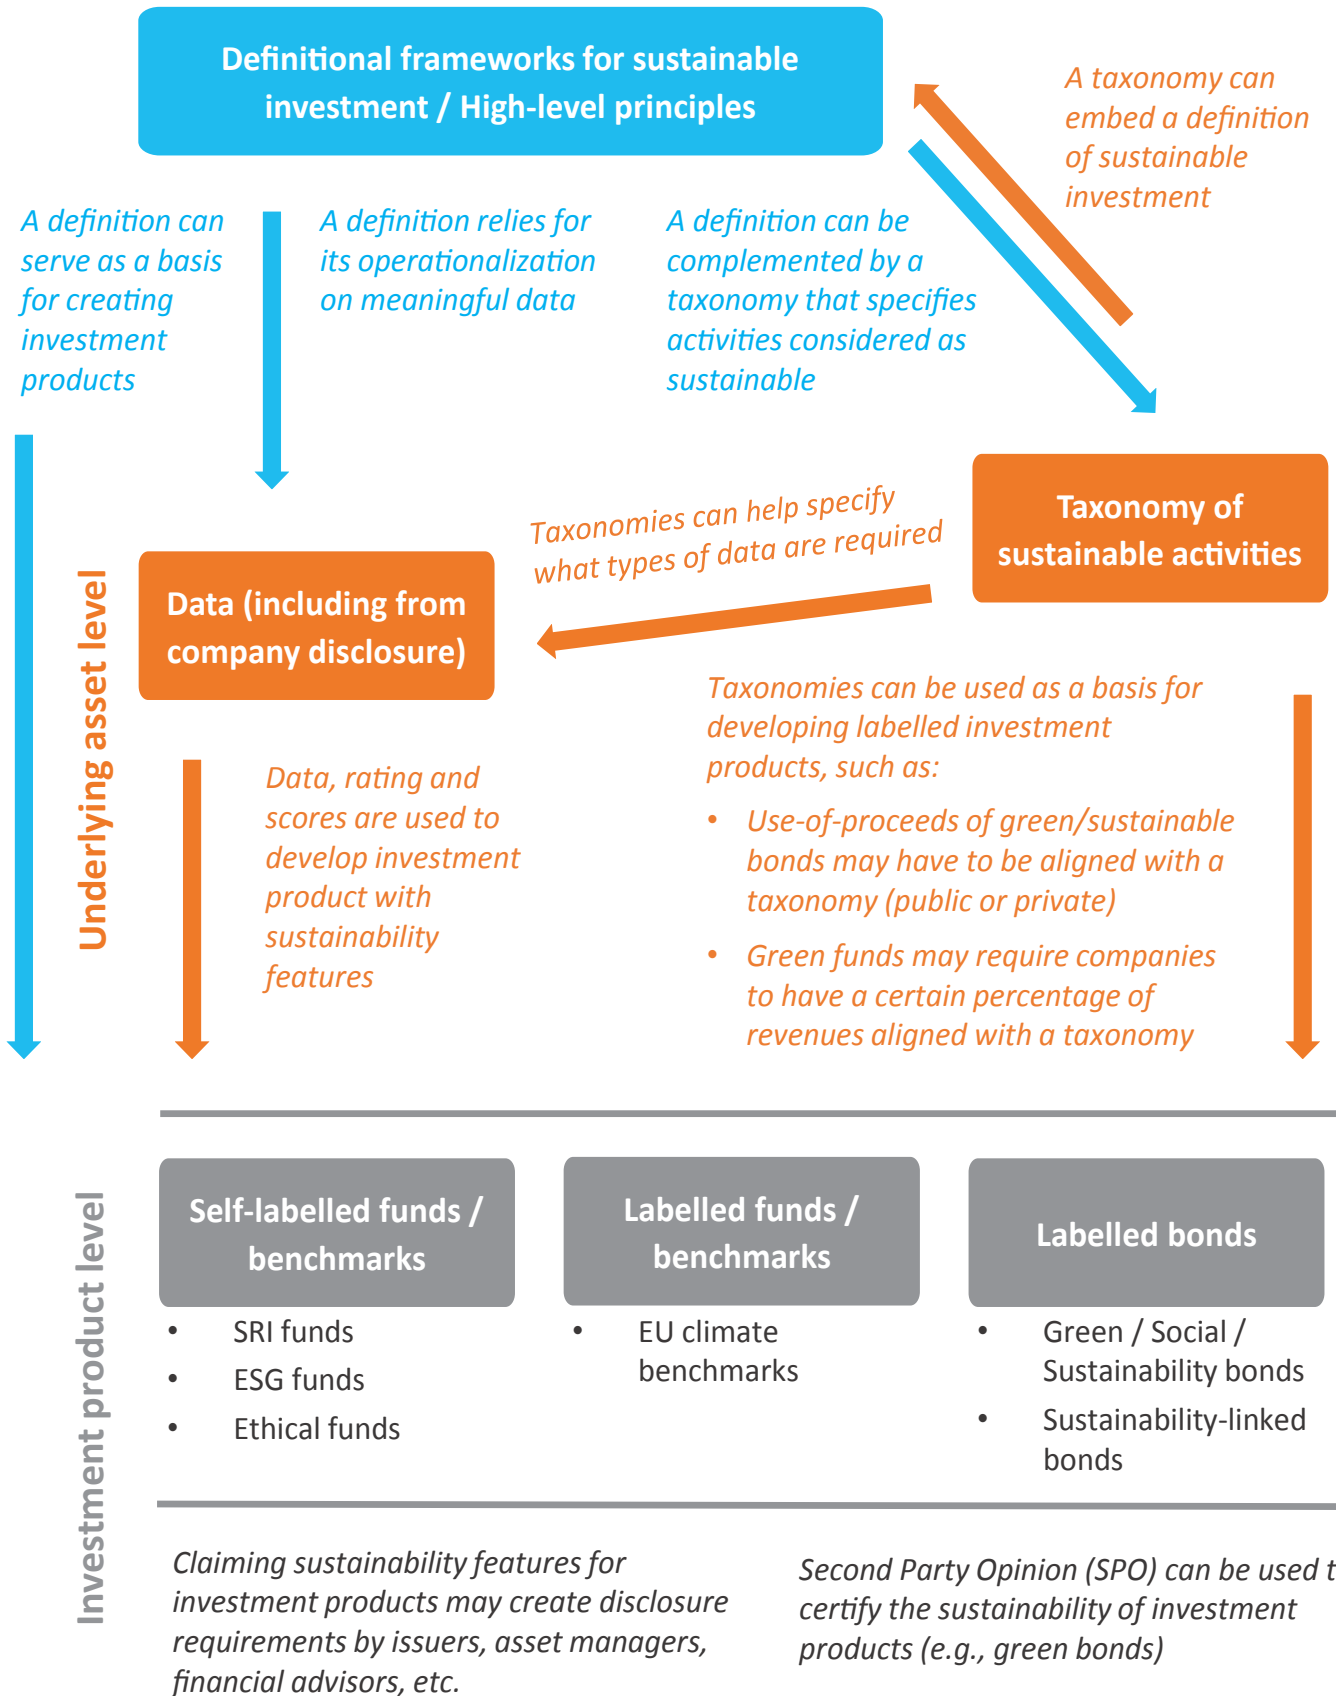 Definitional frameworks for sustainable
investment / High-level principles
A taxonomy can
embed a definition
of sustainable
investment
A definition can
serve as a basis
for creating
investment
products
A definition relies for
its operationalization
on meaningful data
A definition can be
complemented by a
taxonomy that specifies
activities considered as
sustainable
Taxonomy of
sustainable activities
Taxonomies can help specify
what types of data are required
Underlying asset level
Data (including from
company disclosure)
Data, rating and
scores are used to
develop investment
product with
sustainability
features
Taxonomies can be used as a basis for
developing labelled investment
products, such as:
• Use-of-proceeds of green/sustainable
bonds may have to be aligned with a
taxonomy (public or private)
• Green funds may require companies
to have a certain percentage of
revenues aligned with a taxonomy
Investment product level
Self-labelled funds /
benchmarks
• SRI funds
• ESG funds
• Ethical funds
Labelled funds /
benchmarks
• EU climate
benchmarks
Labelled bonds
• Green / Social /
Sustainability bonds
• Sustainability-linked
bonds
Claiming sustainability features for
investment products may create disclosure
requirements by issuers, asset managers,
financial advisors, etc.
Second Party Opinion (SPO) can be used t
certify the sustainability of investment
products (e.g., green bonds)